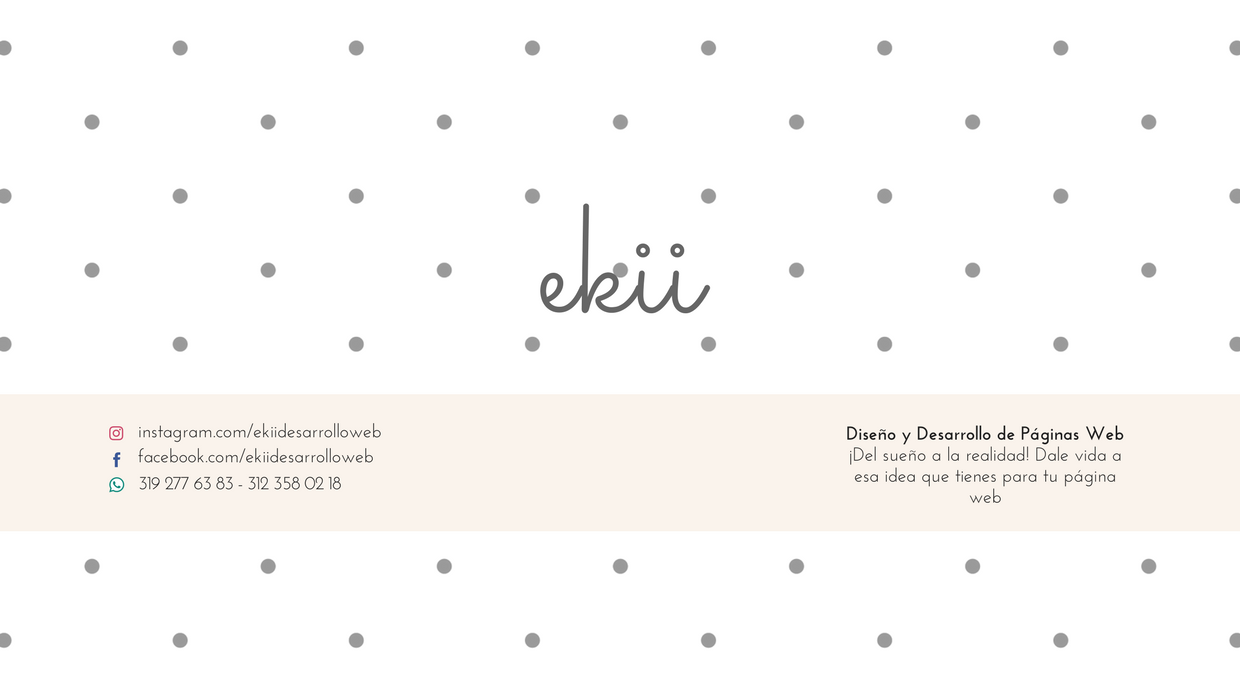 ekii
instagram.com/ekiidesarrolloweb
facebook.com/ekiidesarrolloweb
319 277 63 83 - 312 358 02 18
Diseño y Desarrollo de Páginas Web
¡Del sueño a la realidad! Dale vida a
esa idea que tienes para tu página
web